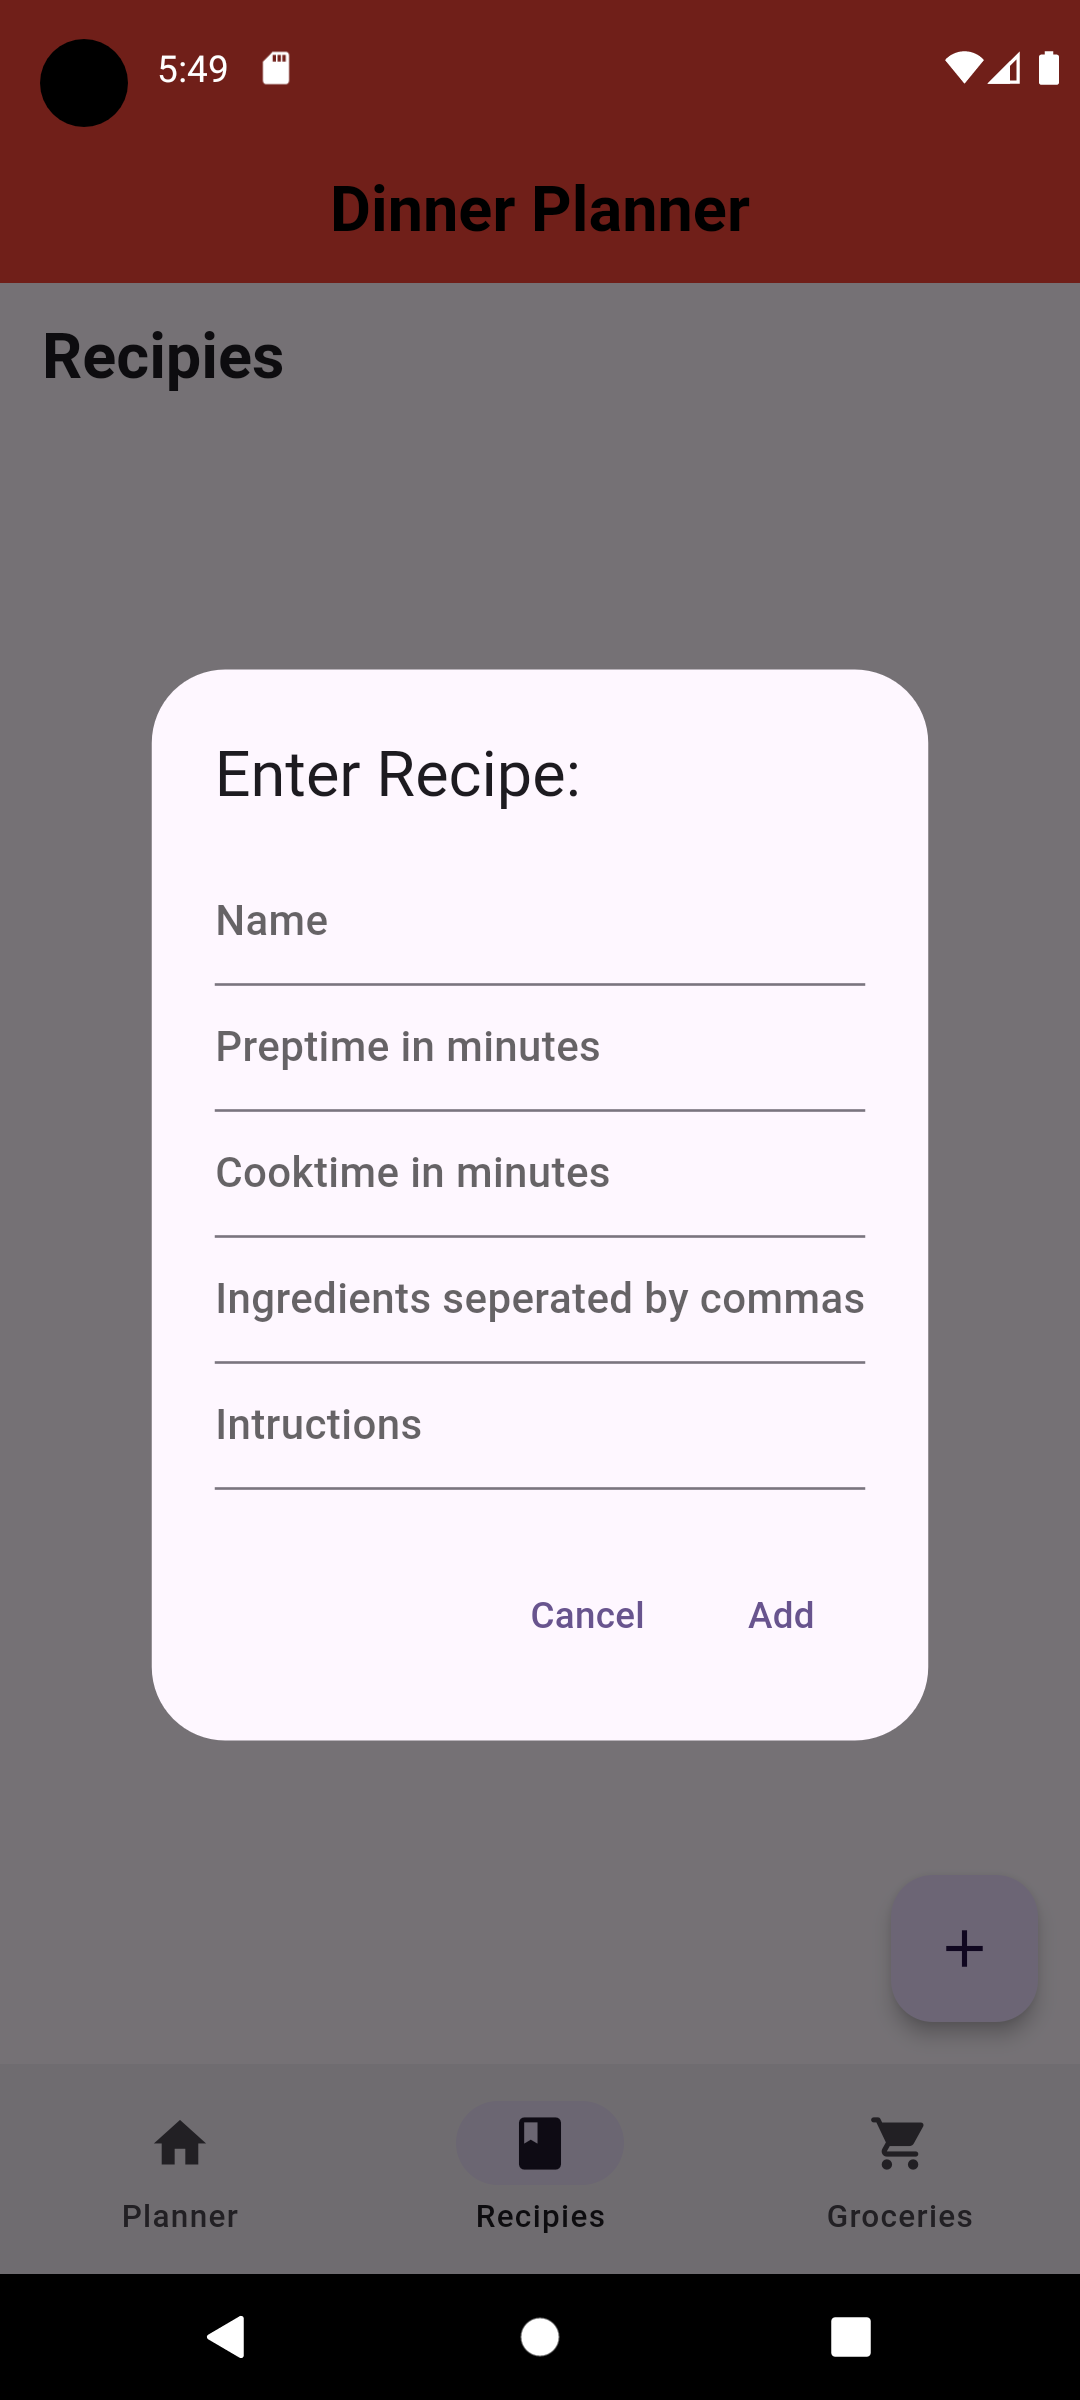 5:49
Dinner Planner
Recipies
Enter Recipe:
Name
Preptime in minutes
Cooktime in minutes
Ingredients seperated by commas
Intructions
Cancel Add
Planner Recipies Groceries